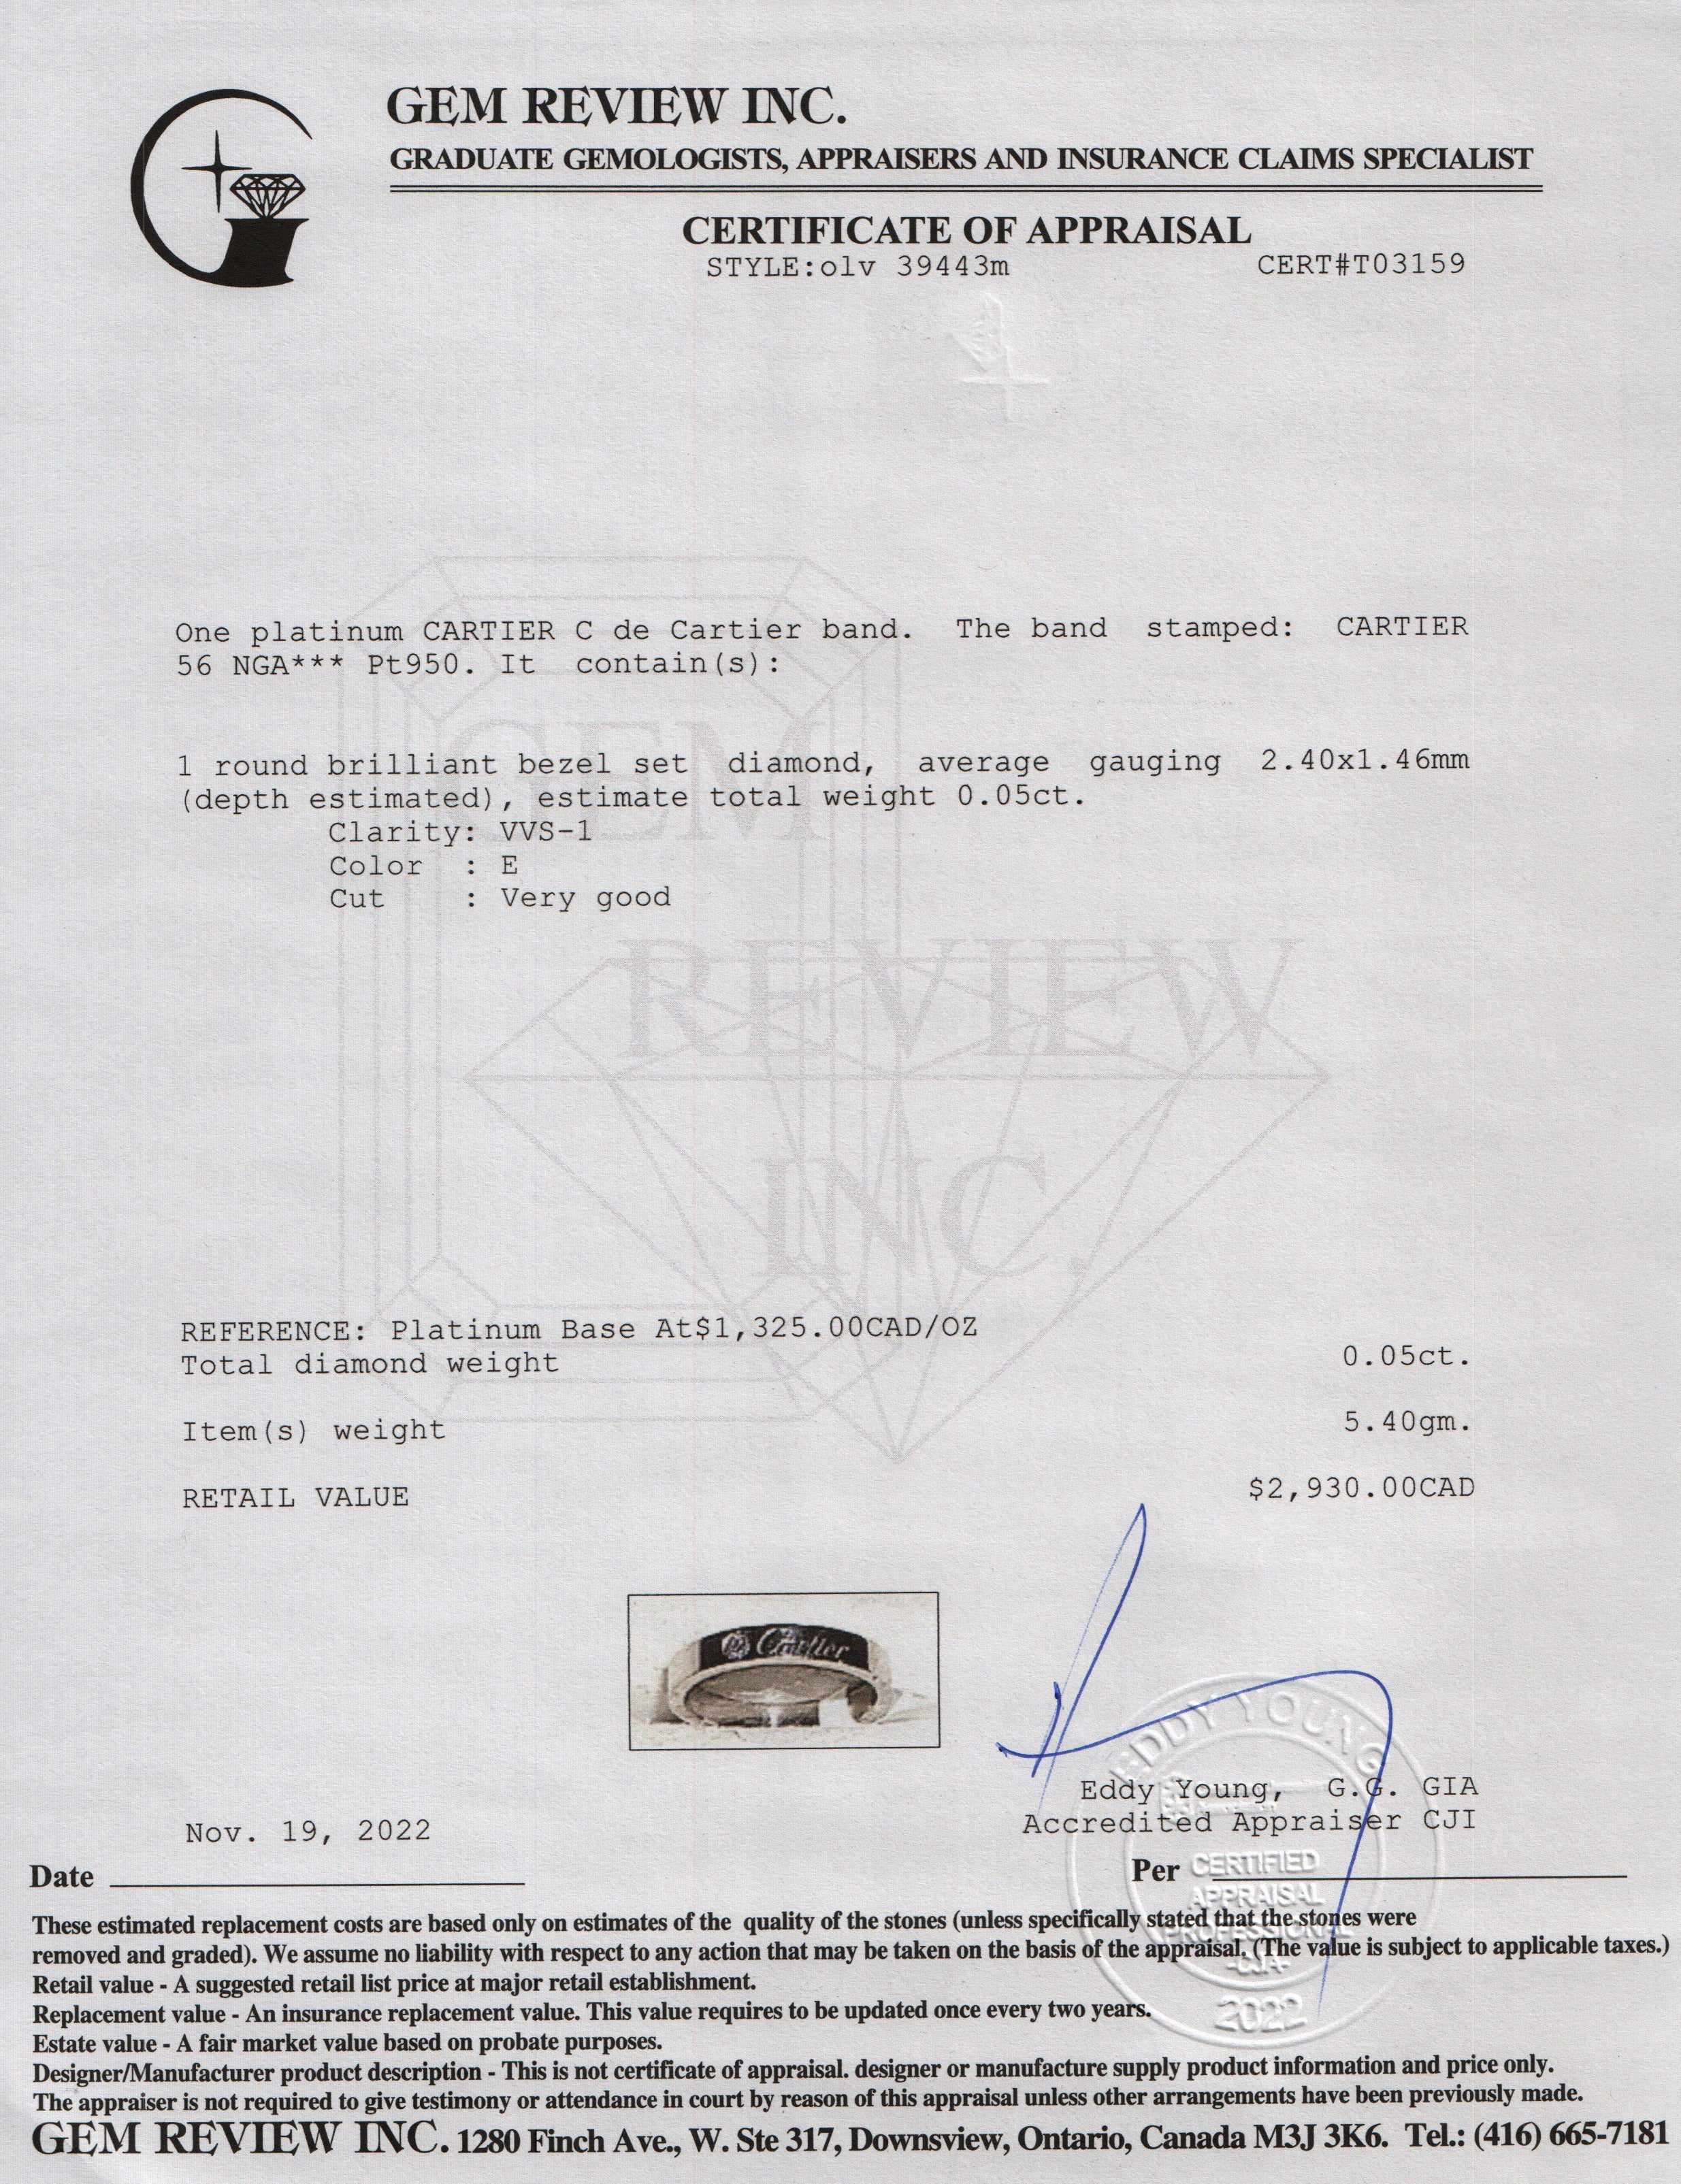 GEM REVIEW INC.
GRADUATE GEMOLOGISTS, APPRAISERS AND INSURANCE CLAIMS SPECIALIST
CERTIFICATE OF APPRAISAL
STYLE:olv 39443m CERT#T03159
One platinum CARTIER C de Cartier band. The band stamped: CARTIER
56 NGA*** Pt950. It contain(s):
1 round brilliant bezel set diamond, average gauging 2.40x1.46mm
(depth estimated), estimate total weight 0.05ct.
Clarity: VVS-1
Color : E
Cut : Very good
GEM
REVIEW
INC.
REFERENCE: Platinum Base At$1,325.00CAD/OZ
Total diamond weight 0.05ct.
Item(s) weight 5.40gm.
RETAIL VALUE $2,930.00CAD
Cartier
EDDY YOUNG
Eddy Young, G.G. GIA
Accredited Appraiser CJI
Nov. 19, 2022
Date
Per
CERTIFIED
APPRAISAL
PROFESSIONAL
-CJA-
2022
These estimated replacement costs are based only on estimates of the quality of the stones (unless specifically stated that the stones were
removed and graded). We assume no liability with respect to any action that may be taken on the basis of the appraisal. (The value is subject to applicable taxes.)
Retail value - A suggested retail list price at major retail establishment.
Replacement value - An insurance replacement value. This value requires to be updated once every two years.
Estate value - A fair market value based on probate purposes.
Designer/Manufacturer product description - This is not certificate of appraisal. designer or manufacture supply product information and price only.
The appraiser is not required to give testimony or attendance in court by reason of this appraisal unless other arrangements have been previously made.
GEM REVIEW INC. 1280 Finch Ave., W. Ste 317, Downsview, Ontario, Canada M3J 3K6. Tel.: (416) 665-7181